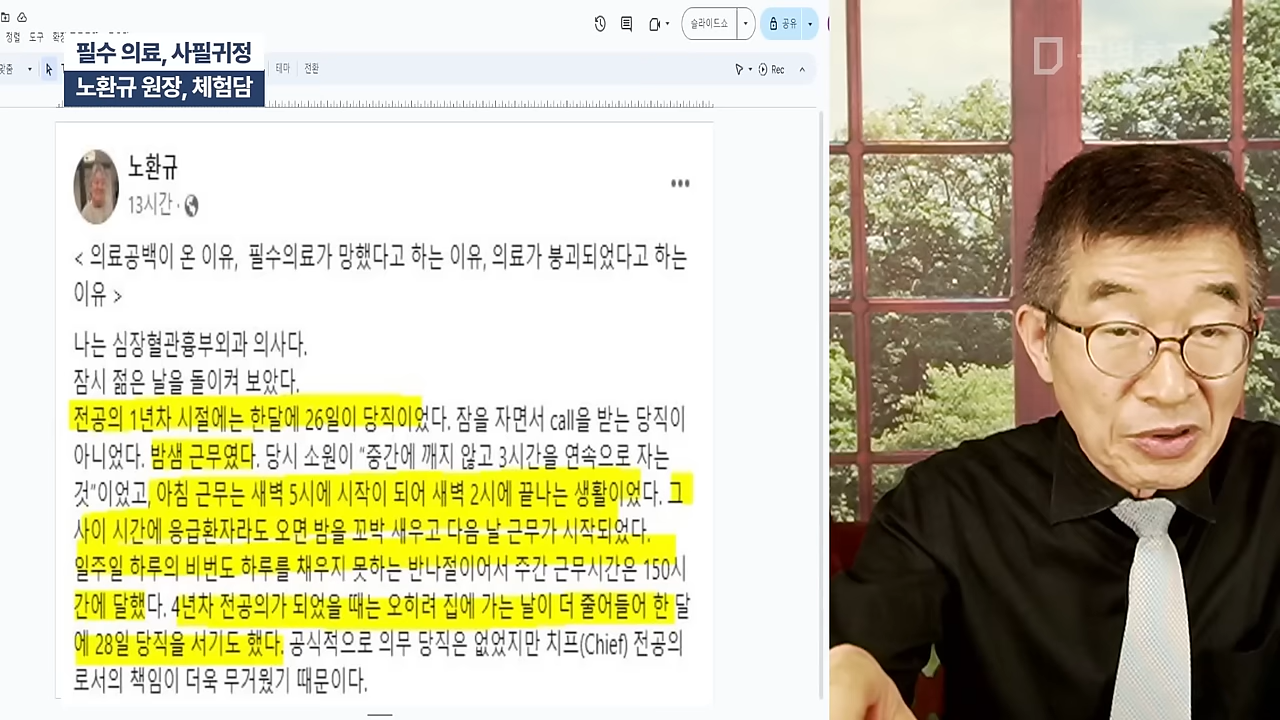 정렬 도구
필수 의료, 사필귀정
노환규 원장, 체험담
슬라이드쇼
공유
테마
전환
Rec
노환규
13시간
< 의료공백이 온 이유, 필수의료가 망했다고 하는 이유, 의료가 붕괴되었다고 하는
이유 >
나는 심장혈관흉부외과 의사다.
잠시 젊은 날을 돌이켜 보았다.
전공의 1년차 시절에는 한달에 26일이 당직이었다. 잠을 자면서 call을 받는 당직이
아니었다. 밤샘 근무였다. 당시 소원이 “중간에 깨지 않고 3시간을 연속으로 자는
것”이었고, 아침 근무는 새벽 5시에 시작이 되어 새벽 2시에 끝나는 생활이었다. 그
사이 시간에 응급환자라도 오면 밤을 꼬박 새우고 다음 날 근무가 시작되었다.
일주일 하루의 비번도 하루를 채우지 못하는 반나절이어서 주간 근무시간은 150시
간에 달했다. 4년차 전공의가 되었을 때는 오히려 집에 가는 날이 더 줄어들어 한 달
에 28일 당직을 서기도 했다. 공식적으로 의무 당직은 없었지만 치프(Chief) 전공의
로서의 책임이 더욱 무거웠기 때문이다.